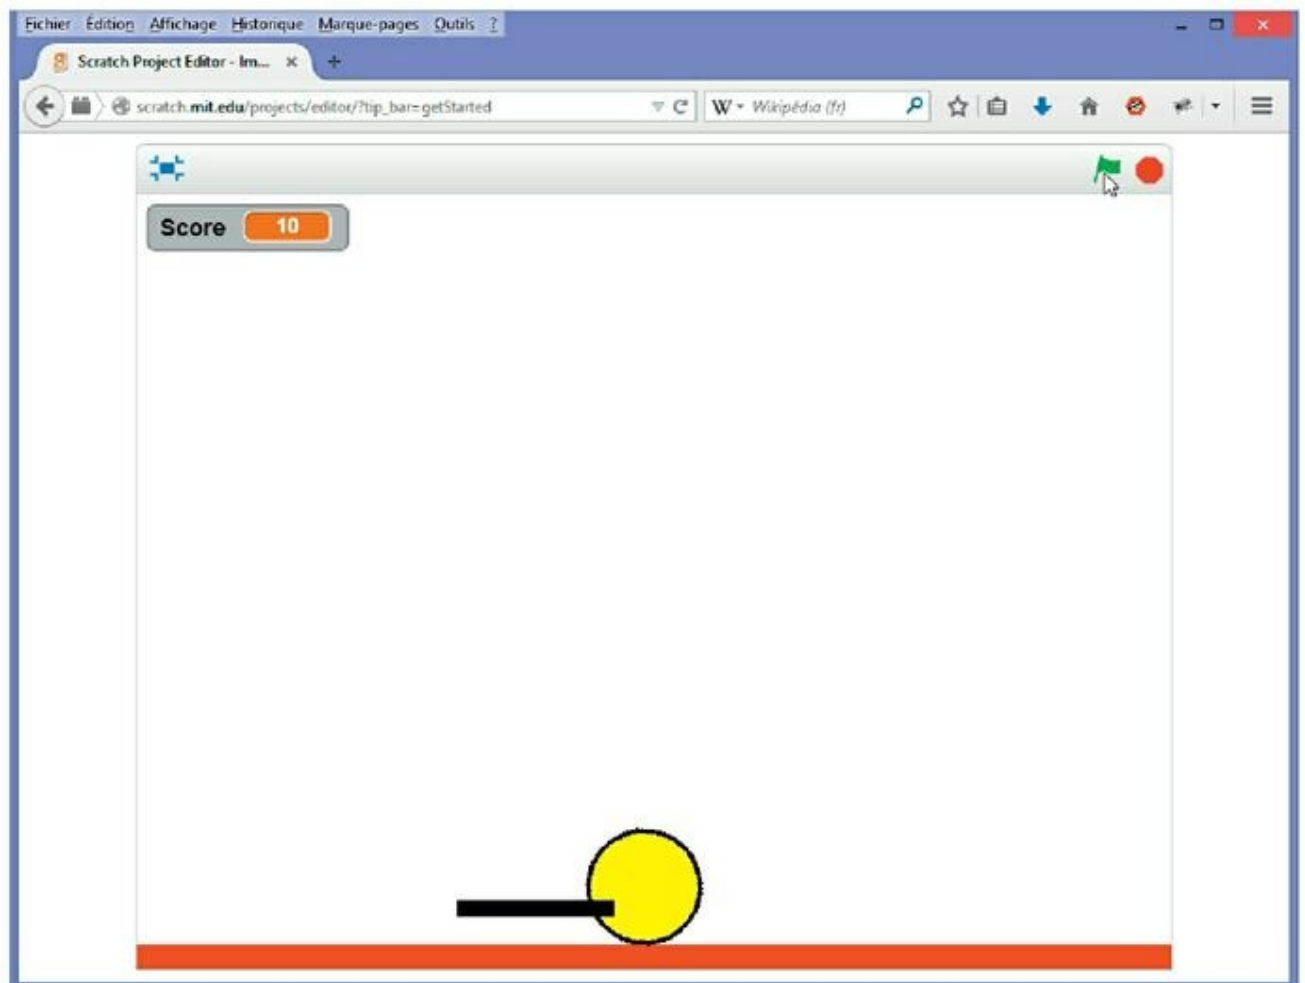 Fichier Édition Affichage Historique Marque-pages Outils ?
Scratch Project Editor - Im...
scratch.mit.edu/projects/editor/?tip_bar=getStarted
W Wikipédia (fr)
Score 10